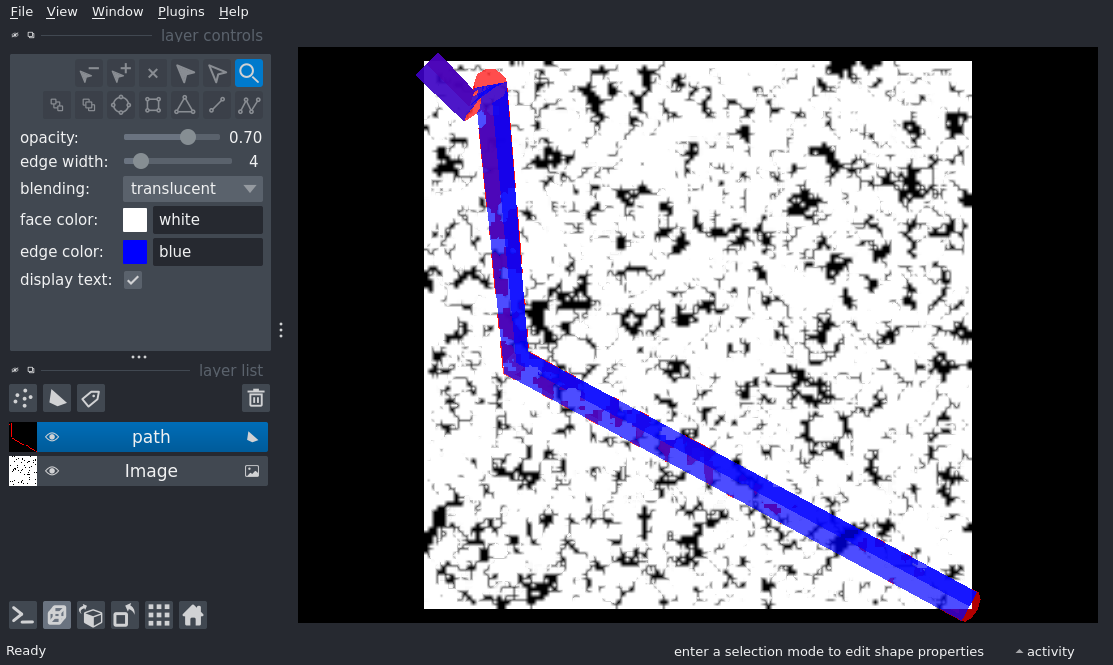 File View Window Plugins Help
layer controls
opacity: 0.70
edge width: 4
blending: translucent
face color: white
edge color: blue
display text:
layer list
path
Image
Ready
enter a selection mode to edit shape properties
activity